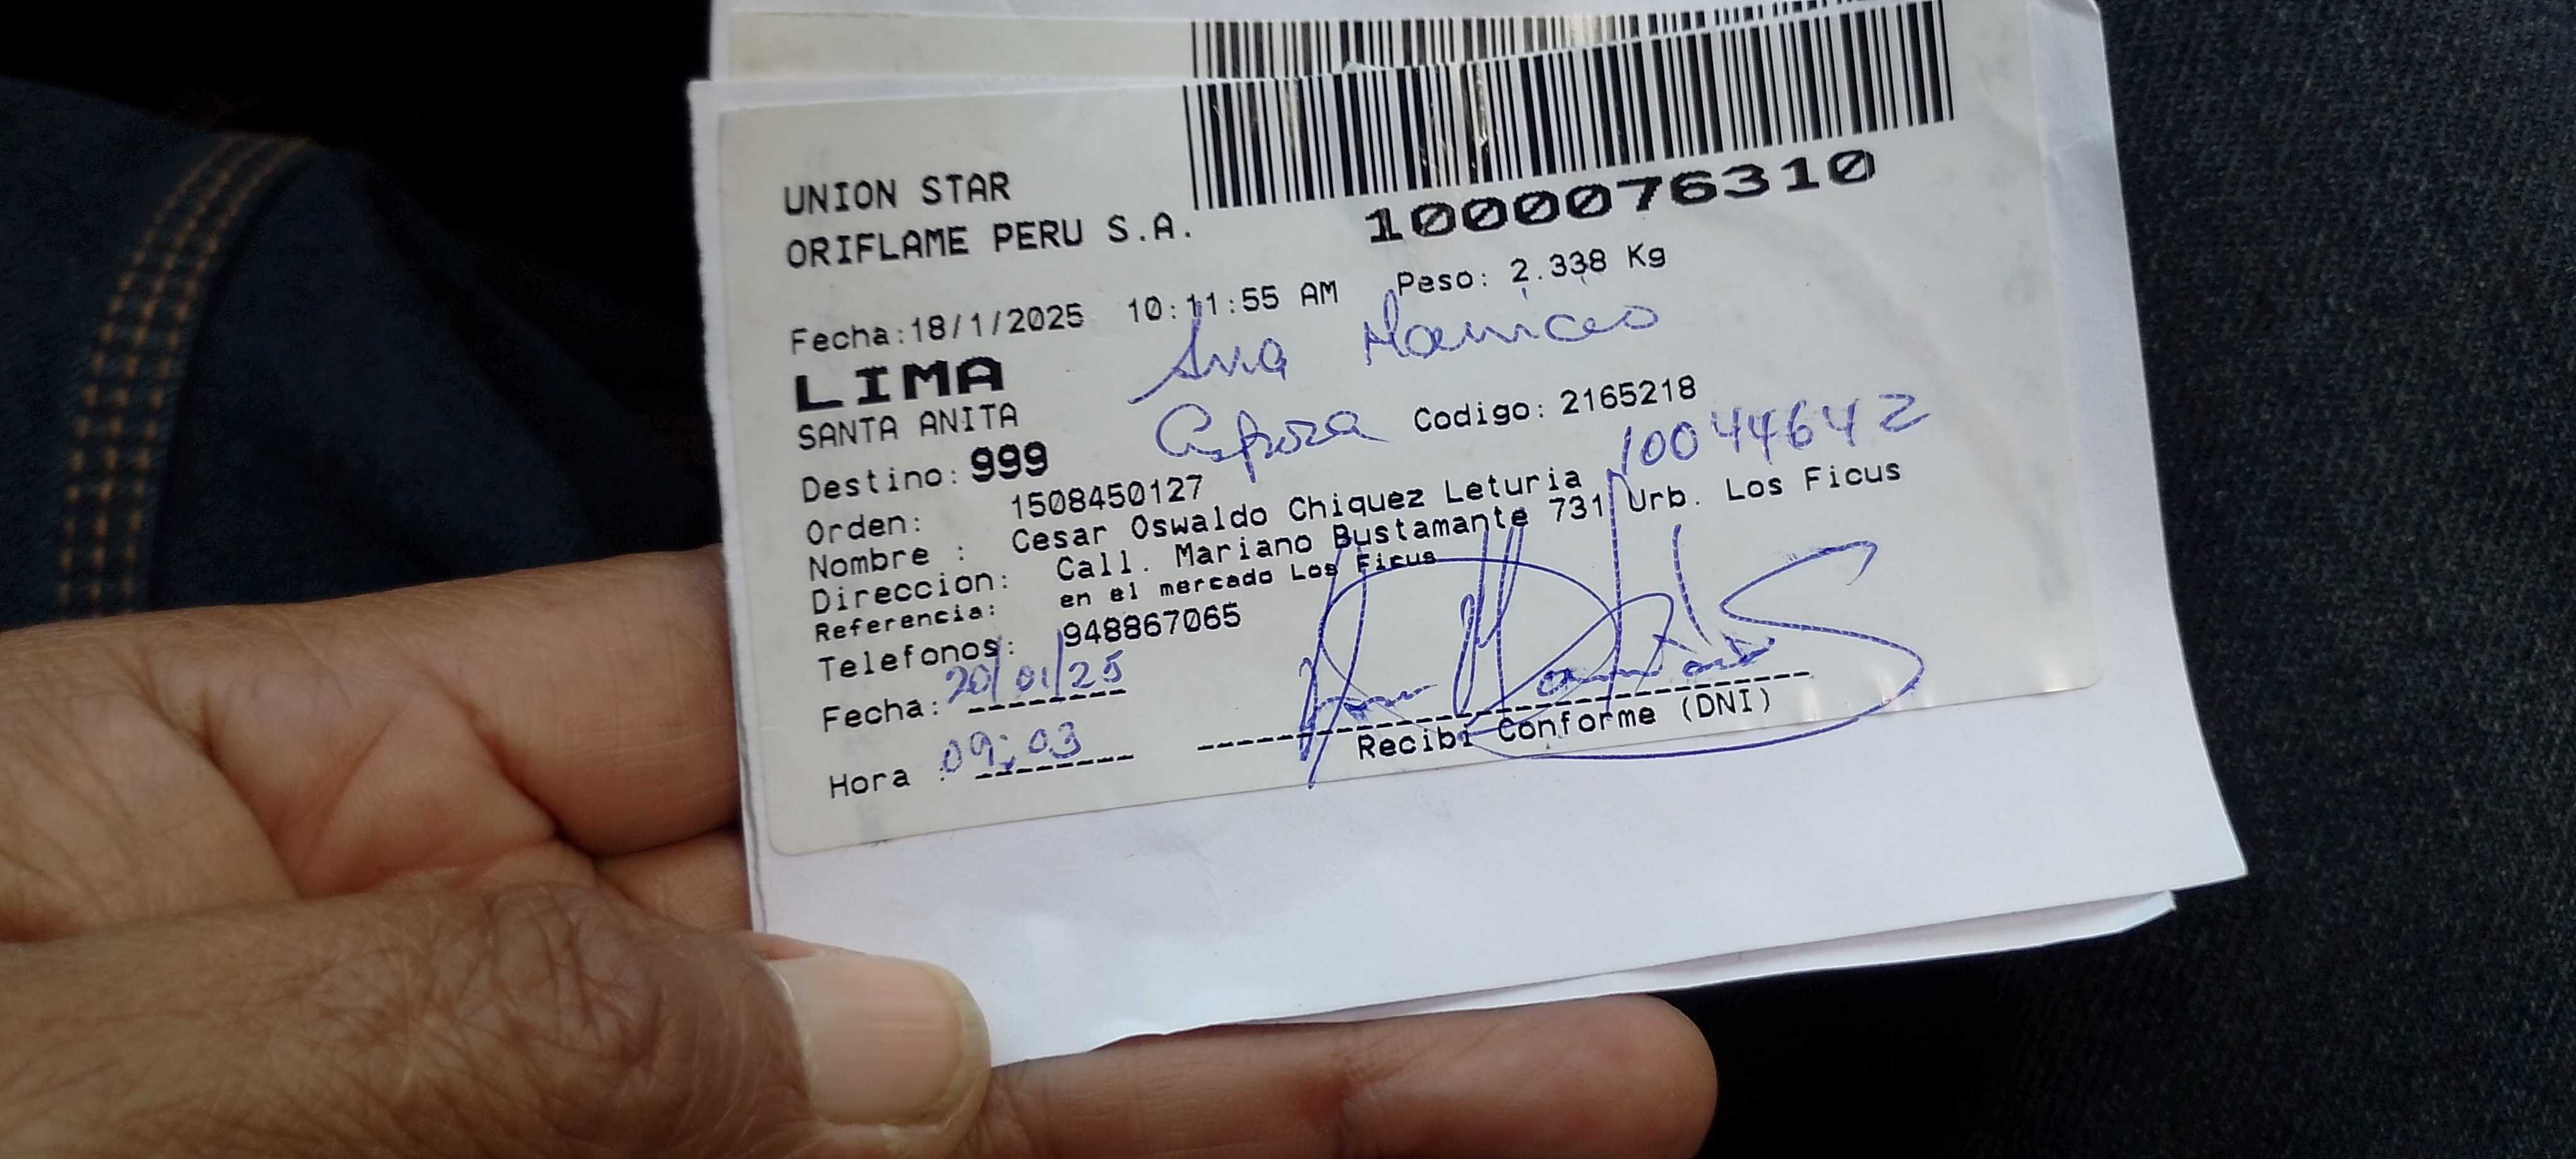 UNION STAR
ORIFLAME PERU S.A.
1000076310
Fecha:18/1/2025 10:11:55 AM Peso: 2.338 Kg
LIMA
Ana
SANTA ANITA
Esposa Codigo: 2165218
Destino: 999
10044642
Orden: 1508450127
Nombre : Cesar Oswaldo Chiquez Leturia
Direccion: Call. Mariano Bustamante 731 Urb. Los Ficus
Referencia: en el mercado Los Ficus
Telefonos: 948867065
Fecha: 20/01/25
Hora : 09:03
Recibi Conforme (DNI)